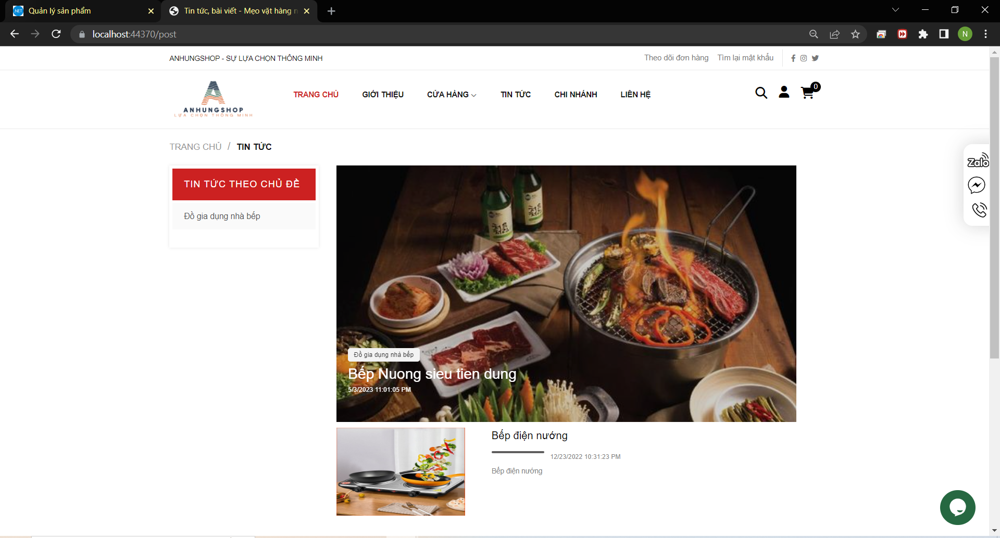 Quản lý sản phẩm
Tin tức, bài viết - Mẹo vặt hàng n
localhost:44370/post
N
ANHUNGSHOP - SỰ LỰA CHỌN THÔNG MINH
Theo dõi đơn hàng
Tìm lại mật khẩu
ANHUNGSHOP
LỰA CHỌN THÔNG MINH
TRANG CHỦ
GIỚI THIỆU
CỬA HÀNG
TIN TỨC
CHI NHÁNH
LIÊN HỆ
0
TRANG CHỦ / TIN TỨC
Zalo
TIN TỨC THEO CHỦ ĐỀ
Đồ gia dụng nhà bếp
Đồ gia dụng nhà bếp
Bếp Nuong sieu tien dung
5/3/2023 11:01:05 PM
Bếp điện nướng
12/23/2022 10:31:23 PM
Bếp điện nướng